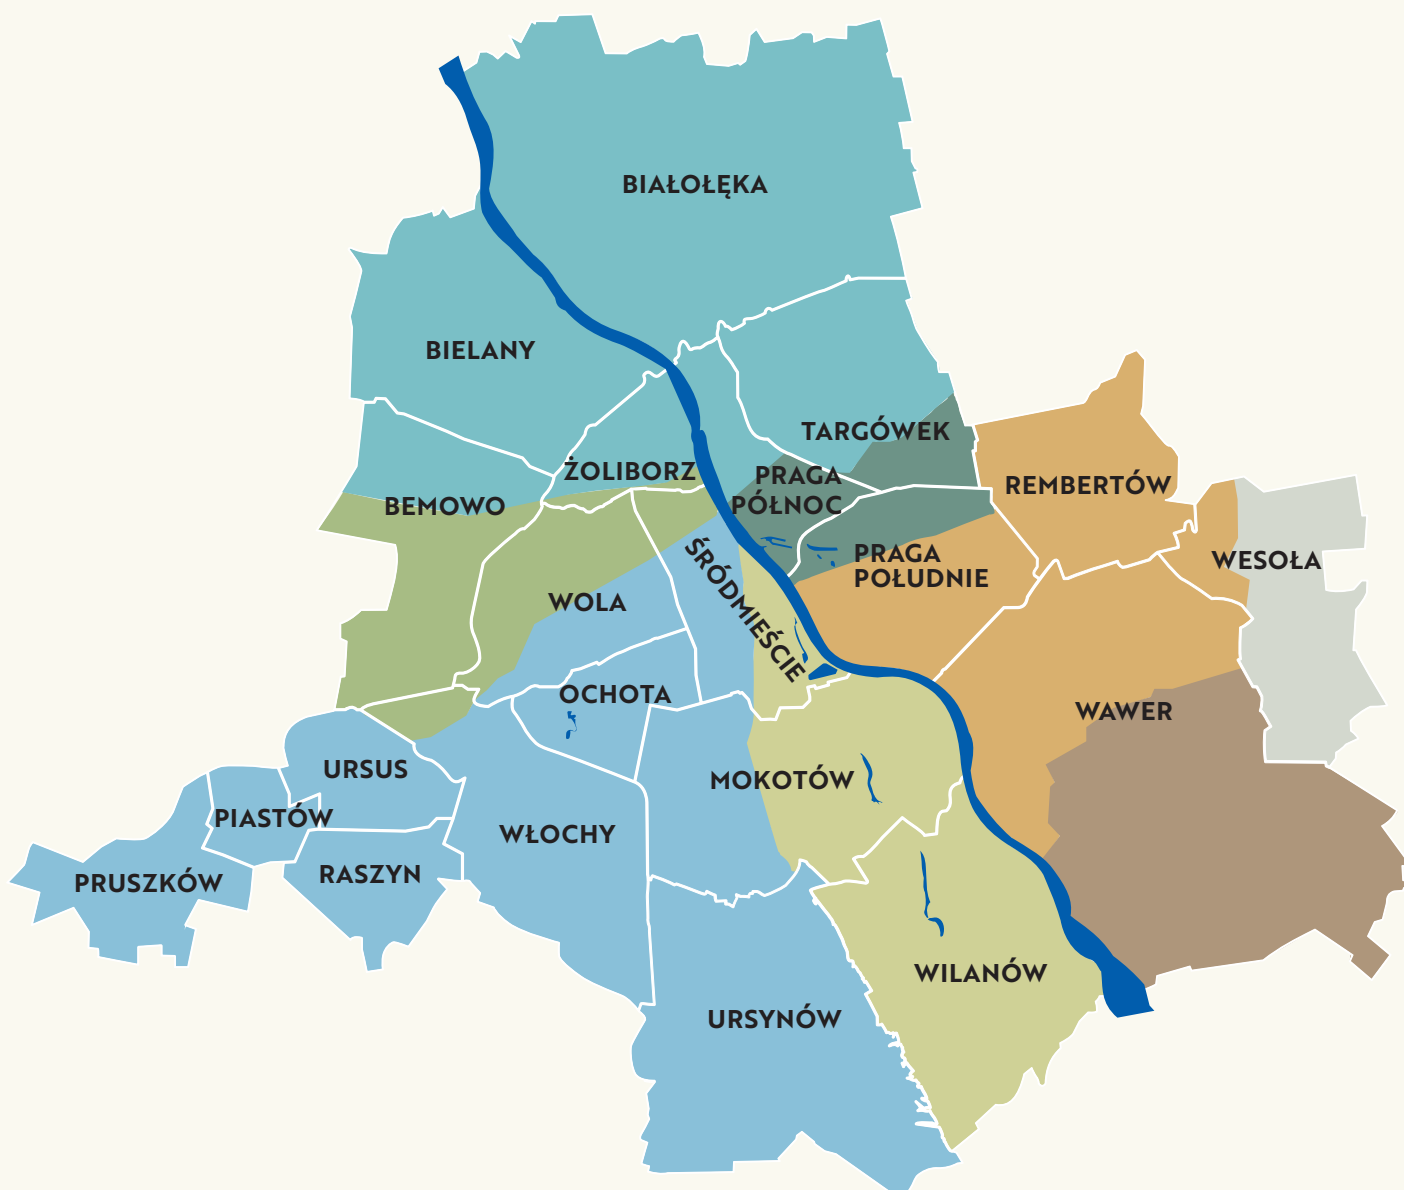 BIAŁOŁĘKA
BIELANY
TARGÓWEK
ŻOLIBORZ
PRAGA
PÓŁNOC
REMBERTÓW
BEMOWO
ŚRÓDMIEŚCIE
PRAGA
POŁUDNIE
WESOŁA
WOLA
OCHOTA
WAWER
URSUS
MOKOTÓW
PIASTÓW
WŁOCHY
RASZYN
PRUSZKÓW
WILANÓW
URSYNÓW